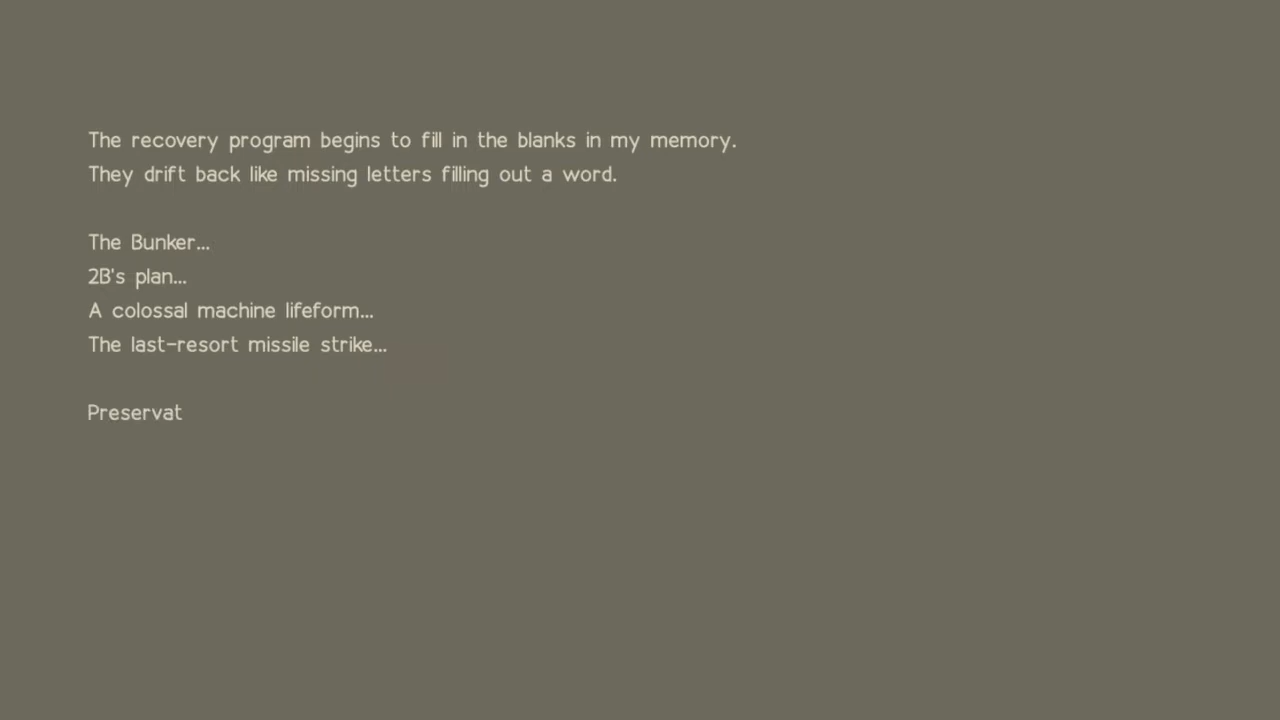 The recovery program begins to fill in the blanks in my memory.
They drift back like missing letters filling out a word.
The Bunker...
2B's plan...
A colossal machine lifeform...
The last-resort missile strike...
Preservat